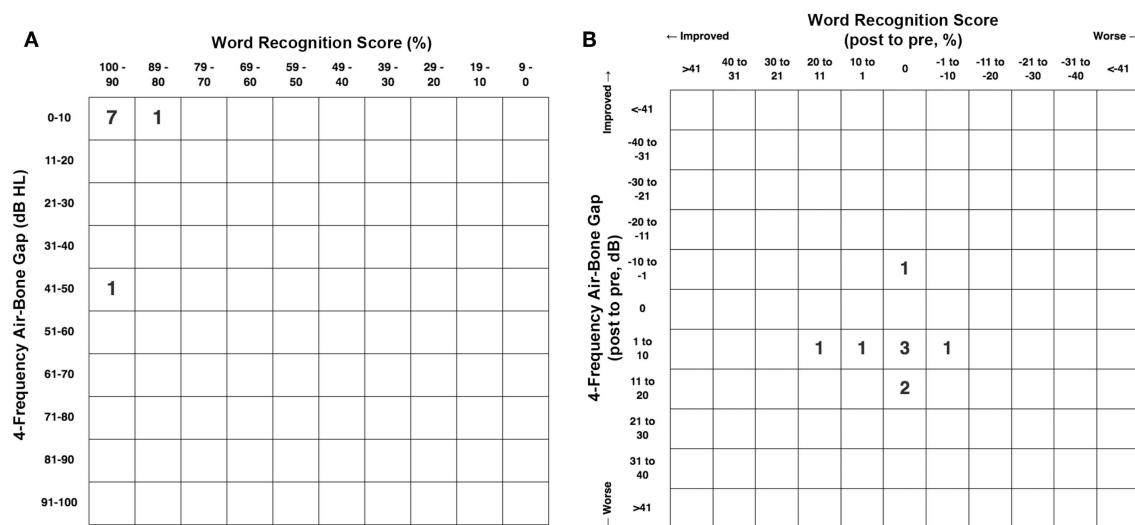 A
Word Recognition Score (%)
100 - 90
89 - 80
79 - 70
69 - 60
59 - 50
49 - 40
39 - 30
29 - 20
19 - 10
9 - 0
4-Frequency Air-Bone Gap (dB HL)
0-10 7 1
11-20
21-30
31-40
41-50 1
51-60
61-70
71-80
81-90
91-100
B
Word Recognition Score
(post to pre, %)
← Improved
Worse –
>41
40 to 31
30 to 21
20 to 11
10 to 1
0
-1 to -10
-11 to -20
-21 to -30
-31 to -40
<-41
4-Frequency Air-Bone Gap
(post to pre, dB)
Improved →
—Worse
<-41
-40 to -31
-30 to -21
-20 to -11
-10 to -1 1
0
1 to 10 1 1 3 1
11 to 20 2
21 to 30
31 to 40
>41